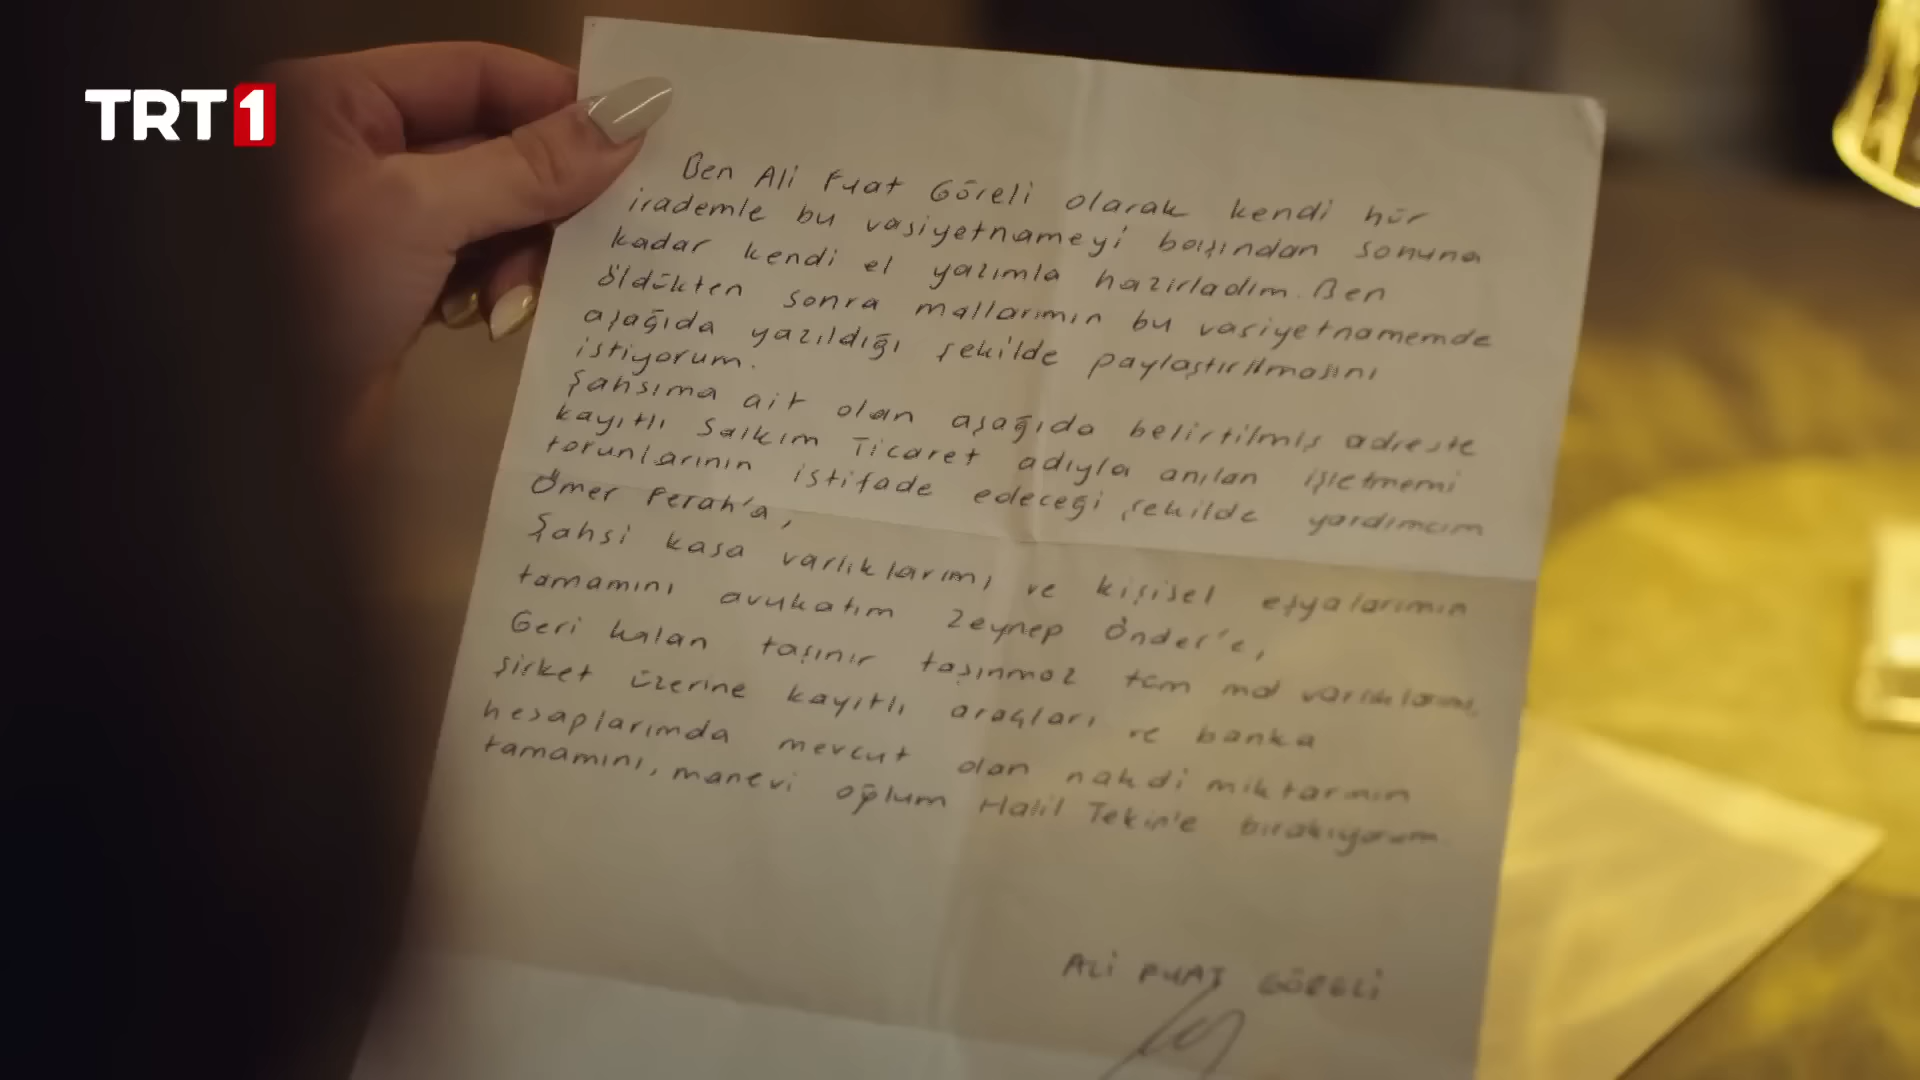 TRT 1
Ben Ali Fuat Göreli olarak kendi hür
irademle bu vasiyetnameyi başından sonuna
kadar kendi el yazımla hazırladım. Ben
öldükten sonra mallarımın bu vasiyetnamemde
aşağıda yazıldığı şekilde paylaştırılmasını
istiyorum.
Şahsıma ait olan aşağıda belirtilmiş adreste
kayıtlı Salkım Ticaret adıyla anılan işletmemi
torunlarının istifade edeceği şekilde yardımcım
Ömer Ferah'a,
Şahsi kasa varlıklarımı ve kişisel eşyalarımın
tamamını avukatım Zeynep Önder'e,
Geri kalan taşınır taşınmaz tüm mal varlıklarımı,
şirket üzerine kayıtlı araçları ve banka
hesaplarımda mevcut olan nakdi miktarının
tamamını, manevi oğlum Halil Tekin'e bırakıyorum.
ALİ FUAT GÖRELİ